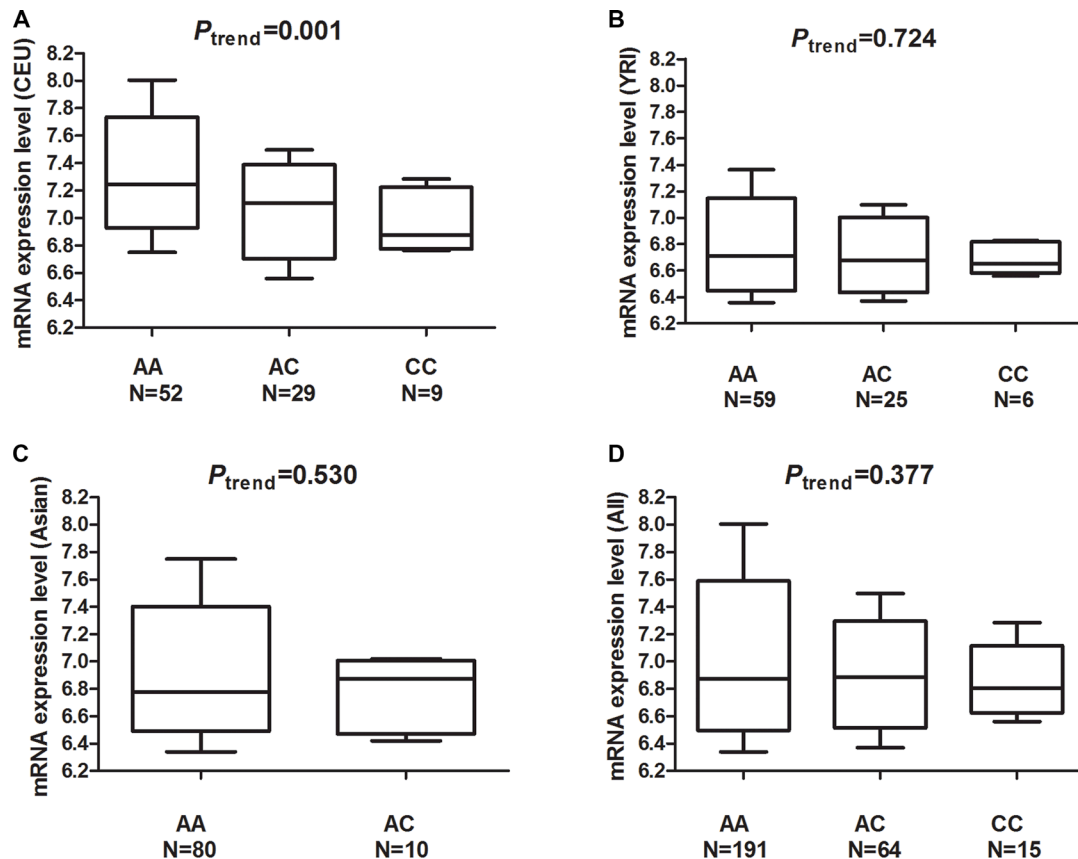 A
P trend=0.001
mRNA expression level (CEU)
8.2
8.0
7.8
7.6
7.4
7.2
7.0
6.8
6.6
6.4
6.2
AA AC CC
N=52 N=29 N=9
B
P trend=0.724
mRNA expression level (YRI)
8.2
8.0
7.8
7.6
7.4
7.2
7.0
6.8
6.6
6.4
6.2
AA AC CC
N=59 N=25 N=6
C
P trend=0.530
mRNA expression level (Asian)
8.2
8.0
7.8
7.6
7.4
7.2
7.0
6.8
6.6
6.4
6.2
AA AC
N=80 N=10
D
P trend=0.377
mRNA expression level (All)
8.2
8.0
7.8
7.6
7.4
7.2
7.0
6.8
6.6
6.4
6.2
AA AC CC
N=191 N=64 N=15